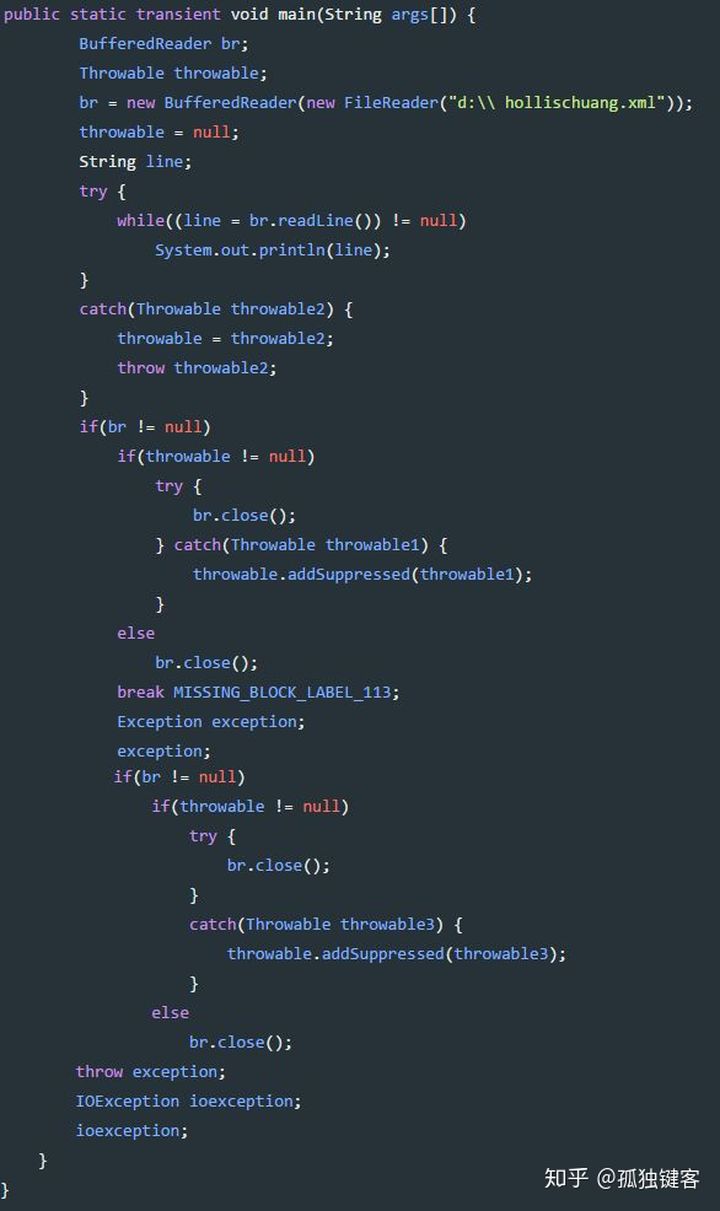 public static transient void main(String args[]) {
        BufferedReader br;
        Throwable throwable;
        br = new BufferedReader(new FileReader("d:\\ hollischuang.xml"));
        throwable = null;
        String line;
        try {
            while((line = br.readLine()) != null)
                System.out.println(line);
        }
        catch(Throwable throwable2) {
            throwable = throwable2;
            throw throwable2;
        }
        if(br != null)
            if(throwable != null)
                try {
                    br.close();
                } catch(Throwable throwable1) {
                    throwable.addSuppressed(throwable1);
                }
            else
                br.close();
            break MISSING_BLOCK_LABEL_113;
            Exception exception;
            exception;
            if(br != null)
                if(throwable != null)
                    try {
                        br.close();
                    }
                    catch(Throwable throwable3) {
                        throwable.addSuppressed(throwable3);
                    }
                else
                    br.close();
        throw exception;
        IOException ioexception;
        ioexception;
    }
}
知乎 @孤独键客